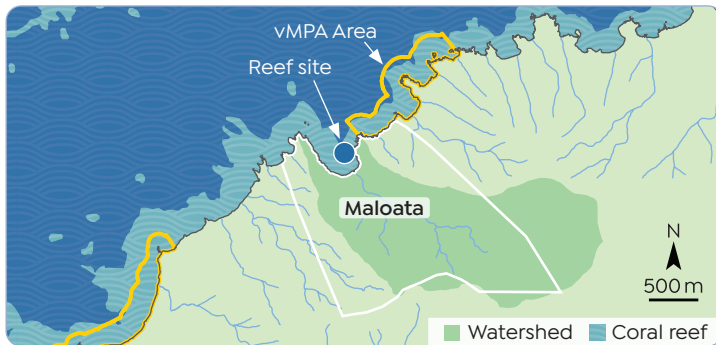 vMPA Area
Reef site
Maloata
N
500 m
Watershed
Coral reef